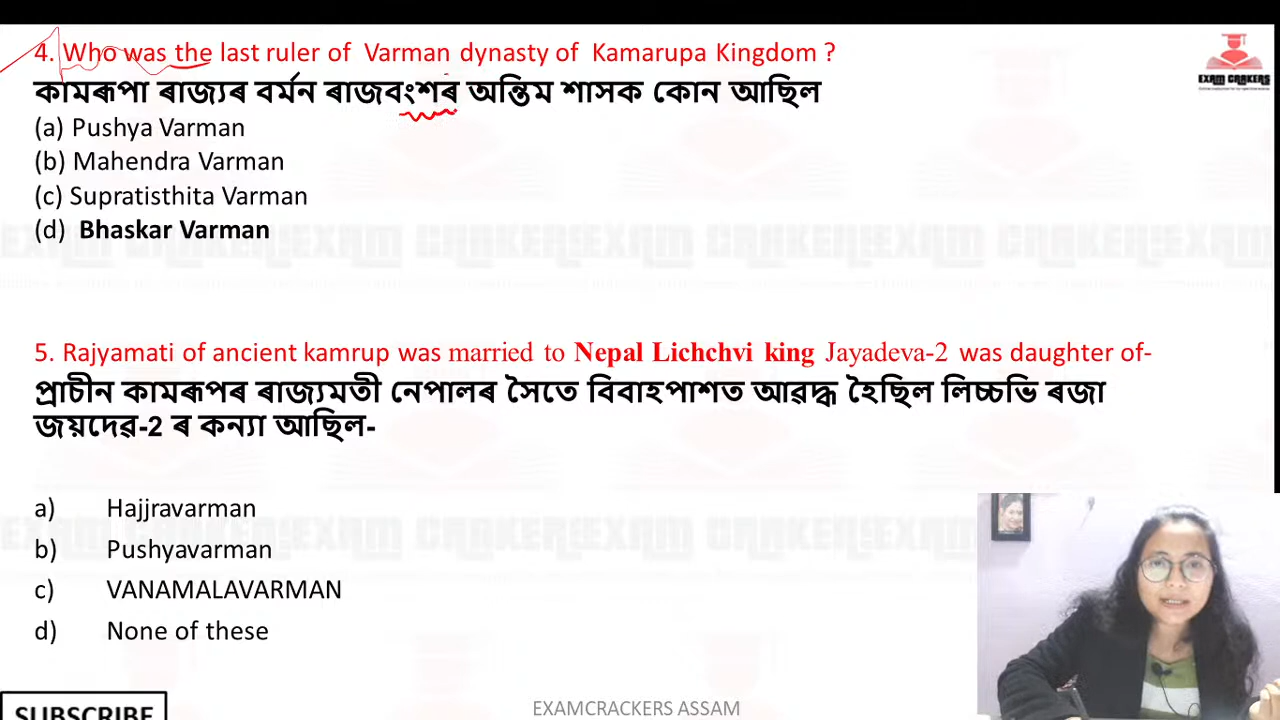 4. Who was the last ruler of Varman dynasty of Kamarupa Kingdom ?
কামৰূপা ৰাজ্যৰ বৰ্মন ৰাজবংশৰ অন্তিম শাসক কোন আছিল
(a) Pushya Varman
(b) Mahendra Varman
(c) Supratisthita Varman
(d) Bhaskar Varman
5. Rajyamati of ancient kamrup was married to Nepal Lichchvi king Jayadeva-2 was daughter of-
প্ৰাচীন কামৰূপৰ ৰাজ্যমতী নেপালৰ সৈতে বিবাহপাশত আৱদ্ধ হৈছিল লিচ্চভি ৰজা
জয়দেৱ-2 ৰ কন্যা আছিল-
a) Hajjravarman
b) Pushyavarman
c) VANAMALAVARMAN
d) None of these
SUBSCRIBE
EXAMCRACKERS ASSAM
EXAM CRAKERS